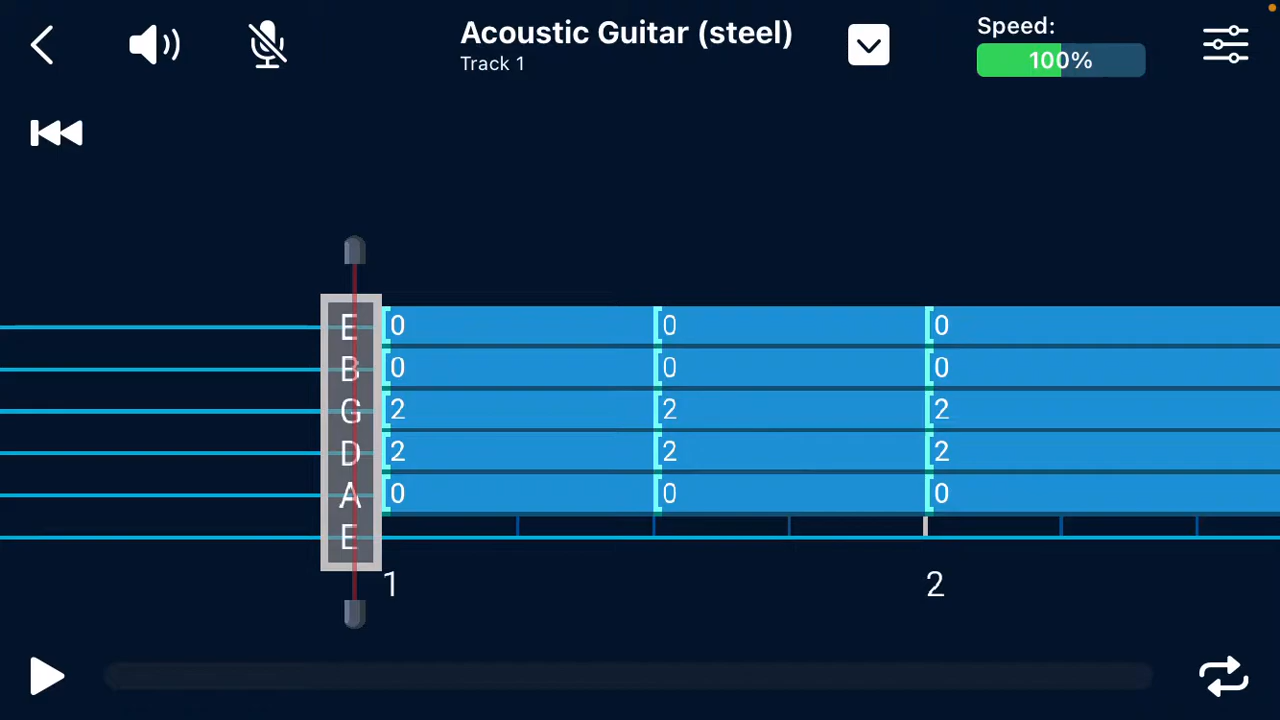 Acoustic Guitar (steel)
Track 1
Speed:
100%
E 0 0 0
B 0 0 0
G 2 2 2
D 2 2 2
A 0 0 0
E
1 2